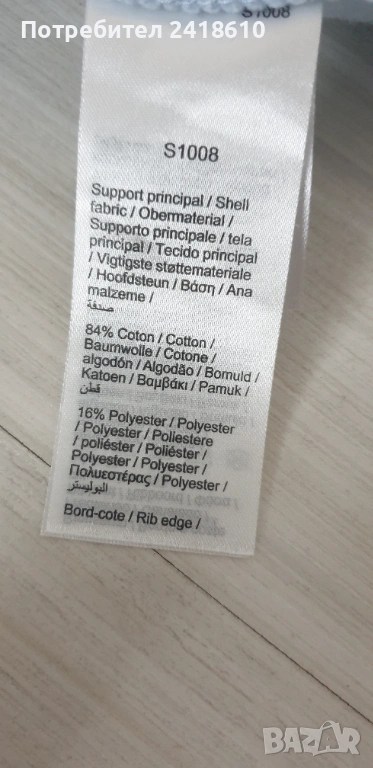 Потребител 2418610
S1008
S1008
Support principal / Shell
fabric / Obermaterial /
Supporto principale / tela
principal / Tecido principal
/ Vigtigste støttemateriale
/ Hoofdsteun / Βάση / Ana
malzeme /
صدفة
84% Coton / Cotton /
Baumwolle / Cotone /
algodón / Algodão / Bomuld /
Katoen / Βαμβάκι / Pamuk /
قطن
16% Polyester / Polyester
/ Polyester / Poliestere
/ poliéster / Poliéster /
Polyester / Polyester /
Πολυεστέρας / Polyester /
البوليستر
Bord-cote / Rib edge /
BAZAR